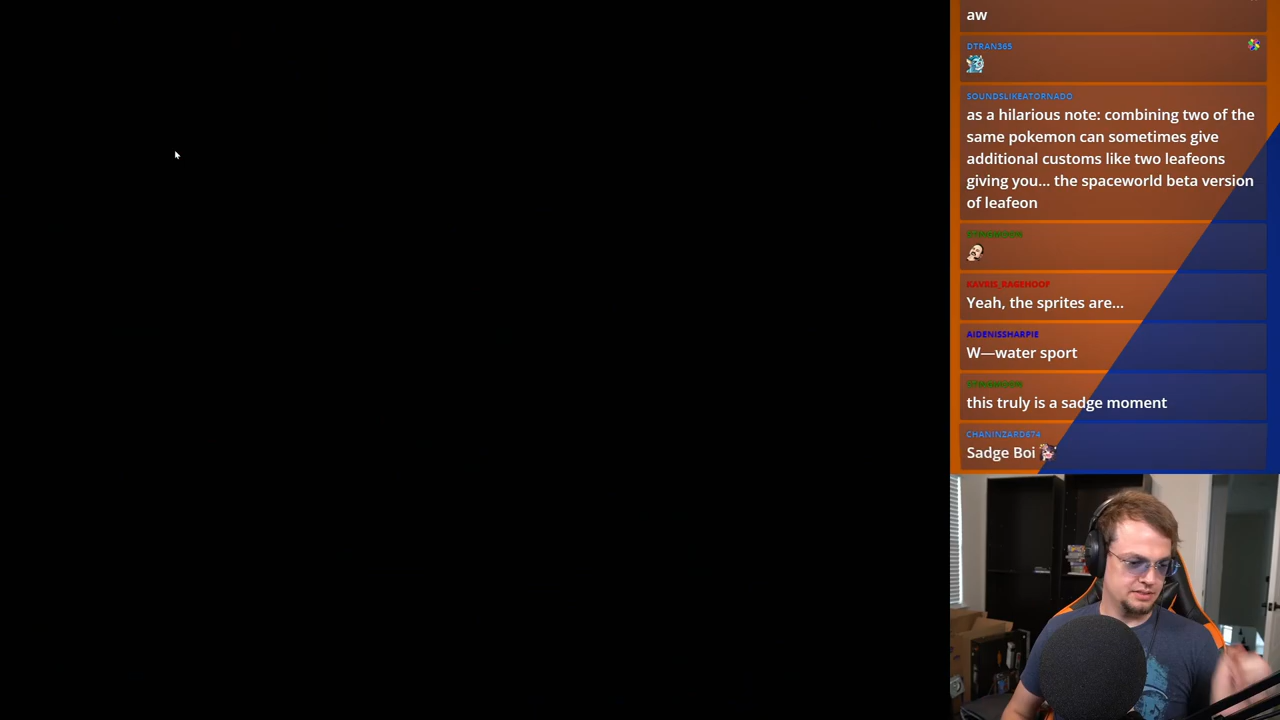 aw
DTRAN365
SOUNDSLIKEATORNADO
as a hilarious note: combining two of the
same pokemon can sometimes give
additional customs like two leafeons
giving you... the spaceworld beta version
of leafeon
KAVRIS_RAGEHOOF
Yeah, the sprites are...
AIDENISSHARPIE
W—water sport
this truly is a sadge moment
CHANINZARD674
Sadge Boi